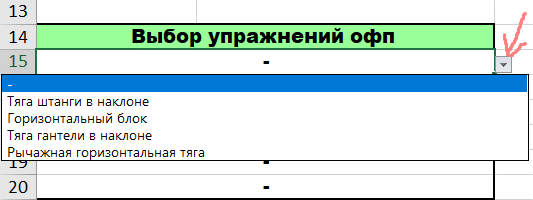 13
14 Выбор упражнений офп
15 -
-
Тяга штанги в наклоне
Горизонтальный блок
Тяга гантели в наклоне
Рычажная горизонтальная тяга
19 -
20 -